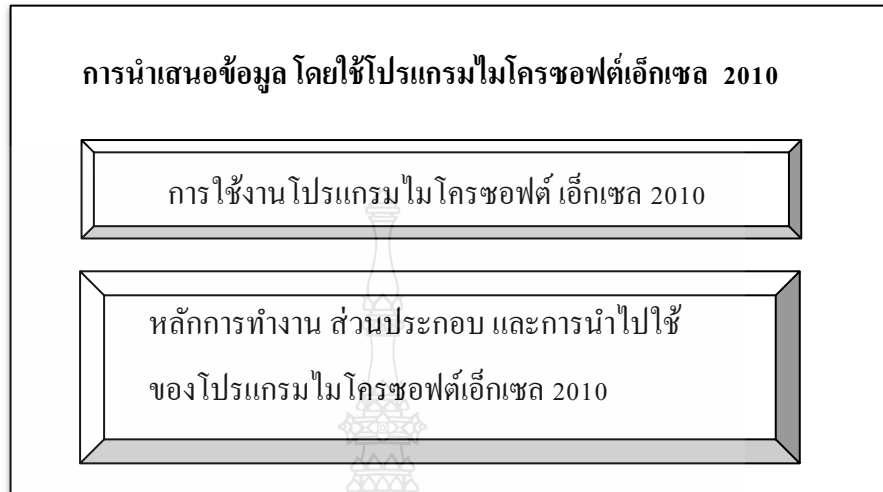 การนำเสนอข้อมูล โดยใช้โปรแกรมไมโครซอฟต์เอ็กเซล 2010
การใช้งานโปรแกรมไมโครซอฟต์ เอ็กเซล 2010
หลักการทำงาน ส่วนประกอบ และการนำไปใช้
ของโปรแกรมไมโครซอฟต์เอ็กเซล 2010